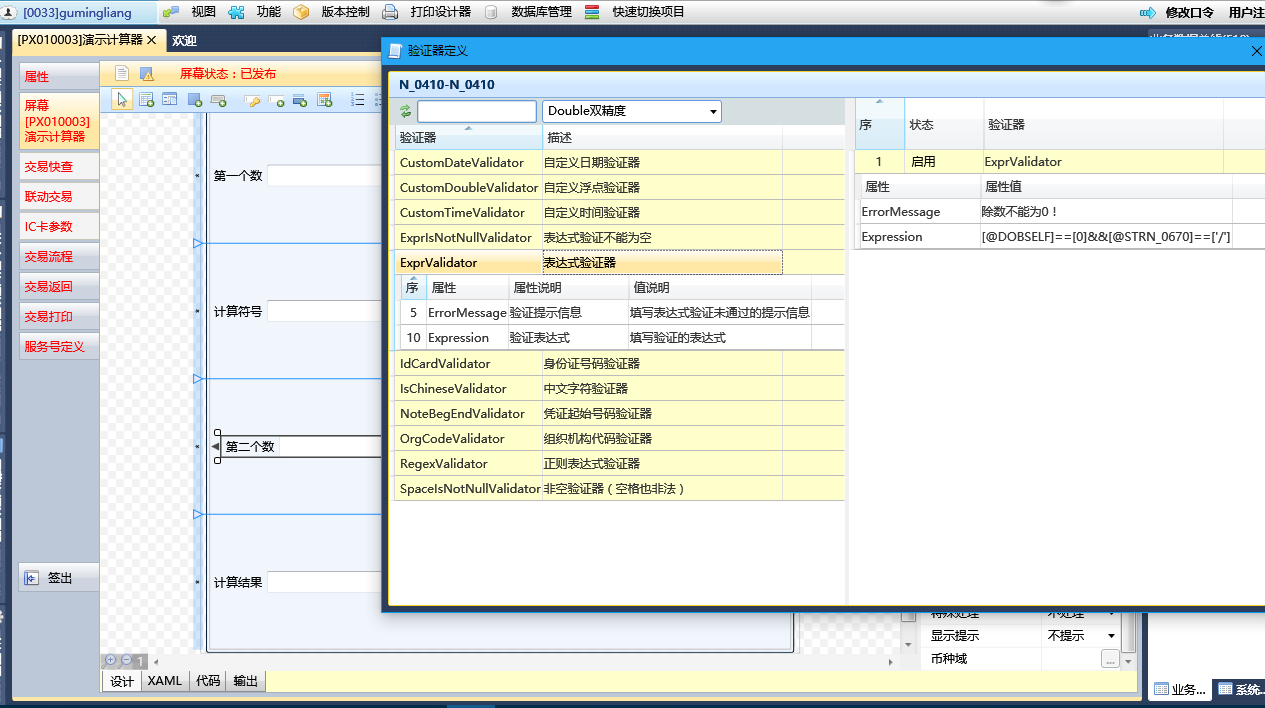 [0033]gumingliang 视图 功能 版本控制 打印设计器 数据库管理 快速切换项目 修改口令 用户注
[PX010003]演示计算器 × 欢迎
验证器定义
属性
屏幕状态：已发布
屏幕
[PX010003]
演示计算器
交易快查
联动交易
IC卡参数
交易流程
交易返回
交易打印
服务号定义
签出
第一个数
计算符号
第二个数
计算结果
1
设计 XAML 代码 输出
N_0410-N_0410
Double双精度
验证器 描述
CustomDateValidator 自定义日期验证器
CustomDoubleValidator 自定义浮点验证器
CustomTimeValidator 自定义时间验证器
ExprIsNotNullValidator 表达式验证不能为空
ExprValidator 表达式验证器
序 属性 属性说明 值说明
5 ErrorMessage 验证提示信息 填写表达式验证未通过的提示信息
10 Expression 验证表达式 填写验证的表达式
IdCardValidator 身份证号码验证器
IsChineseValidator 中文字符验证器
NoteBegEndValidator 凭证起始号码验证器
OrgCodeValidator 组织机构代码验证器
RegexValidator 正则表达式验证器
SpaceIsNotNullValidator 非空验证器（空格也非法）
序 状态 验证器
1 启用 ExprValidator
属性 属性值
ErrorMessage 除数不能为0！
Expression [@DOBSELF]==[0]&&[@STRN_0670]==['/']
显示提示 不提示
币种域 ...
业务... 系统..